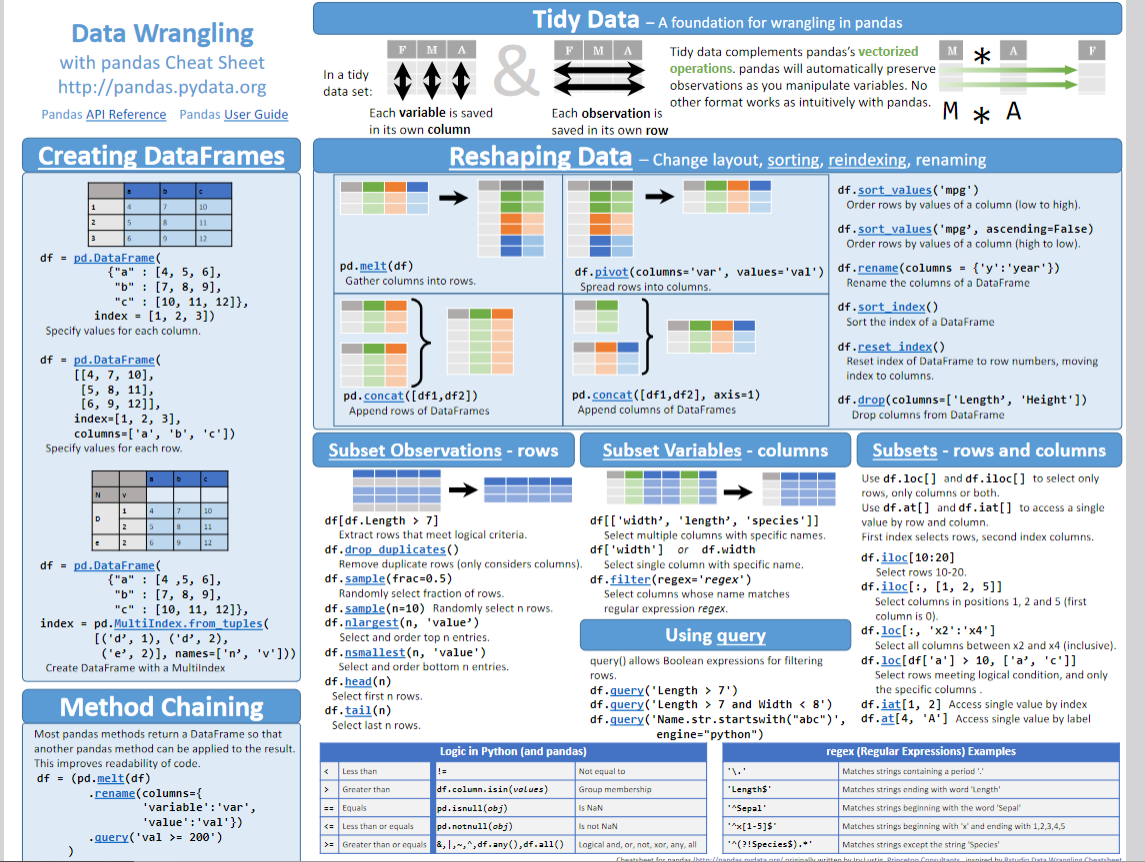 Data Wrangling
with pandas Cheat Sheet
http://pandas.pydata.org
Pandas API Reference Pandas User Guide
Tidy Data – A foundation for wrangling in pandas
In a tidy
data set:
F M A
Each variable is saved
in its own column
&
F M A
Each observation is
saved in its own row
Tidy data complements pandas's vectorized
operations. pandas will automatically preserve
observations as you manipulate variables. No
other format works as intuitively with pandas.
M * A F
M * A
Creating DataFrames
a b c
1 4 7 10
2 5 8 11
3 6 9 12
df = pd.DataFrame(
{"a" : [4, 5, 6],
"b" : [7, 8, 9],
"c" : [10, 11, 12]},
index = [1, 2, 3])
Specify values for each column.
df = pd.DataFrame(
[[4, 7, 10],
[5, 8, 11],
[6, 9, 12]],
index=[1, 2, 3],
columns=['a', 'b', 'c'])
Specify values for each row.
a b c
N v
D 1 4 7 10
2 5 8 11
e 2 6 9 12
df = pd.DataFrame(
{"a" : [4 ,5, 6],
"b" : [7, 8, 9],
"c" : [10, 11, 12]},
index = pd.MultiIndex.from_tuples(
[('d', 1), ('d', 2),
('e', 2)], names=['n', 'v']))
Create DataFrame with a MultiIndex
Method Chaining
Most pandas methods return a DataFrame so that
another pandas method can be applied to the result.
This improves readability of code.
df = (pd.melt(df)
.rename(columns={
'variable':'var',
'value':'val'})
.query('val >= 200')
)
Reshaping Data – Change layout, sorting, reindexing, renaming
pd.melt(df)
Gather columns into rows.
df.pivot(columns='var', values='val')
Spread rows into columns.
pd.concat([df1,df2])
Append rows of DataFrames
pd.concat([df1,df2], axis=1)
Append columns of DataFrames
df.sort_values('mpg')
Order rows by values of a column (low to high).
df.sort_values('mpg', ascending=False)
Order rows by values of a column (high to low).
df.rename(columns = {'y':'year'})
Rename the columns of a DataFrame
df.sort_index()
Sort the index of a DataFrame
df.reset_index()
Reset index of DataFrame to row numbers, moving
index to columns.
df.drop(columns=['Length', 'Height'])
Drop columns from DataFrame
Subset Observations - rows
df[df.Length > 7]
Extract rows that meet logical criteria.
df.drop_duplicates()
Remove duplicate rows (only considers columns).
df.sample(frac=0.5)
Randomly select fraction of rows.
df.sample(n=10) Randomly select n rows.
df.nlargest(n, 'value')
Select and order top n entries.
df.nsmallest(n, 'value')
Select and order bottom n entries.
df.head(n)
Select first n rows.
df.tail(n)
Select last n rows.
Subset Variables - columns
df[['width', 'length', 'species']]
Select multiple columns with specific names.
df['width'] or df.width
Select single column with specific name.
df.filter(regex='regex')
Select columns whose name matches
regular expression regex.
Using query
query() allows Boolean expressions for filtering
rows.
df.query('Length > 7')
df.query('Length > 7 and Width < 8')
df.query('Name.str.startswith("abc")',
engine="python")
Subsets - rows and columns
Use df.loc[] and df.iloc[] to select only
rows, only columns or both.
Use df.at[] and df.iat[] to access a single
value by row and column.
First index selects rows, second index columns.
df.iloc[10:20]
Select rows 10-20.
df.iloc[:, [1, 2, 5]]
Select columns in positions 1, 2 and 5 (first
column is 0).
df.loc[:, 'x2':'x4']
Select all columns between x2 and x4 (inclusive).
df.loc[df['a'] > 10, ['a', 'c']]
Select rows meeting logical condition, and only
the specific columns .
df.iat[1, 2] Access single value by index
df.at[4, 'A'] Access single value by label
Logic in Python (and pandas)
< Less than != Not equal to
> Greater than df.column.isin(values) Group membership
== Equals pd.isnull(obj) Is NaN
<= Less than or equals pd.notnull(obj) Is not NaN
>= Greater than or equals &,|,~,^,df.any(),df.all() Logical and, or, not, xor, any, all
regex (Regular Expressions) Examples
'\.' Matches strings containing a period '.'
'Length$' Matches strings ending with word 'Length'
'^Sepal' Matches strings beginning with the word 'Sepal'
'^x[1-5]$' Matches strings beginning with 'x' and ending with 1,2,3,4,5
'^(?!Species$).*' Matches strings except the string 'Species'
Cheatsheet for pandas (http://pandas.pydata.org/ originally written by Irv Lustig, Princeton Consultants, inspired by Rstudio Data Wrangling Cheatsheet